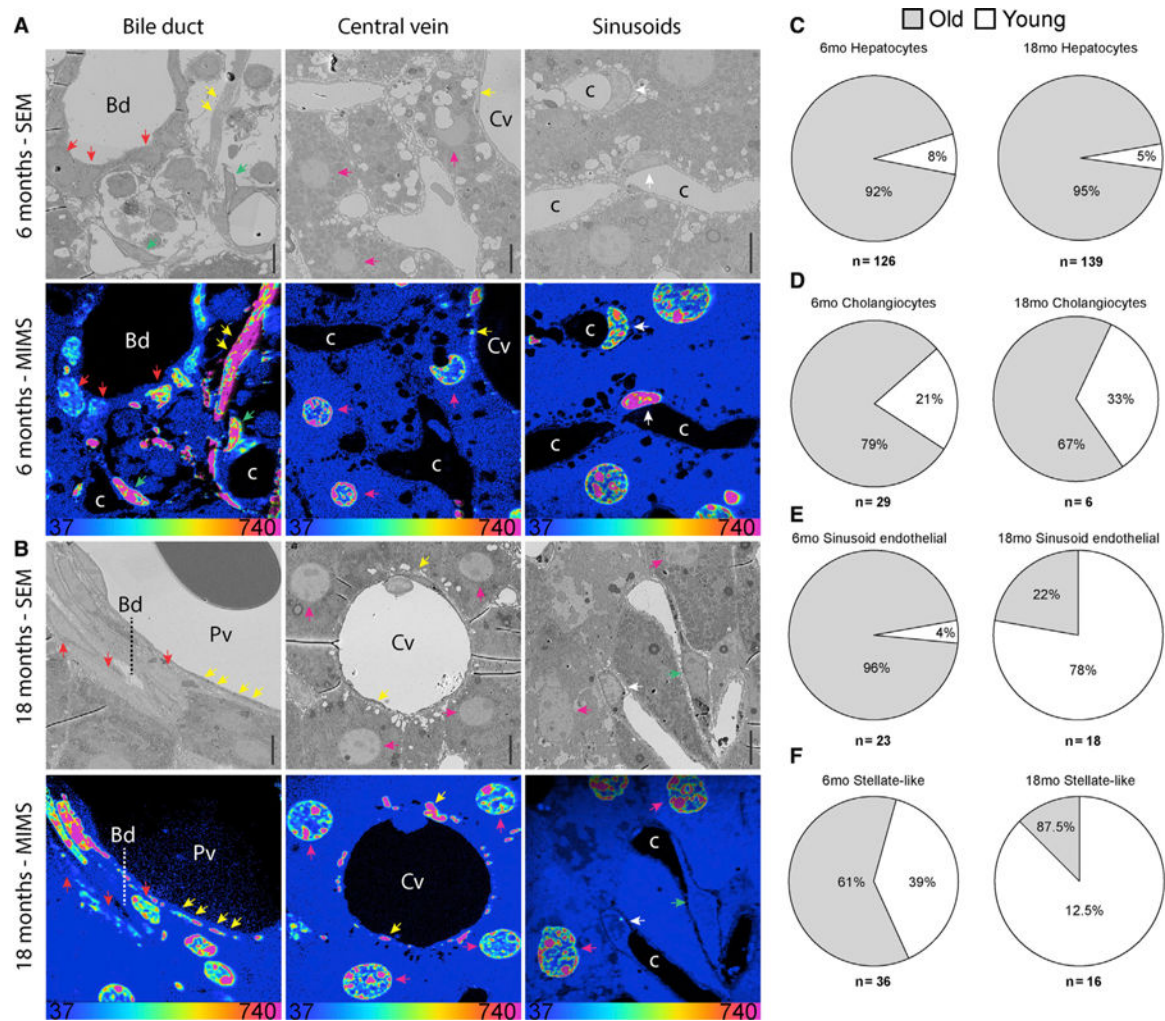 A
Bile duct
Central vein
Sinusoids
6 months - SEM
Bd
Cv
C
C
C
6 months - MIMS
Bd
C
C
C
Cv
C
C
C
37 740
37 740
37 740
B
18 months - SEM
Bd
Pv
Cv
18 months - MIMS
Bd
Pv
Cv
C
C
37 740
37 740
37 740
Old Young
C
6mo Hepatocytes
18mo Hepatocytes
8%
92%
5%
95%
n= 126
n= 139
D
6mo Cholangiocytes
18mo Cholangiocytes
21%
79%
33%
67%
n= 29
n= 6
E
6mo Sinusoid endothelial
18mo Sinusoid endothelial
4%
96%
22%
78%
n= 23
n= 18
F
6mo Stellate-like
18mo Stellate-like
61%
39%
87.5%
12.5%
n= 36
n= 16